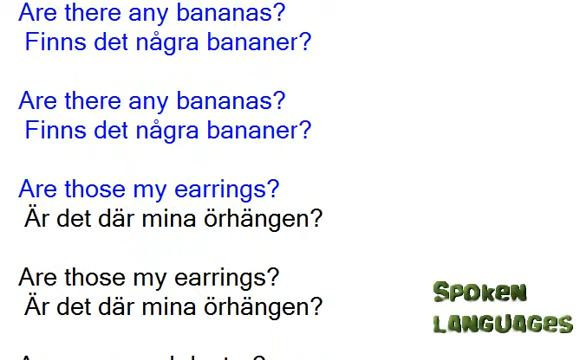 Are there any bananas?
Finns det några bananer?
Are there any bananas?
Finns det några bananer?
Are those my earrings?
Är det där mina örhängen?
Are those my earrings?
Är det där mina örhängen?
Spoken
Languages